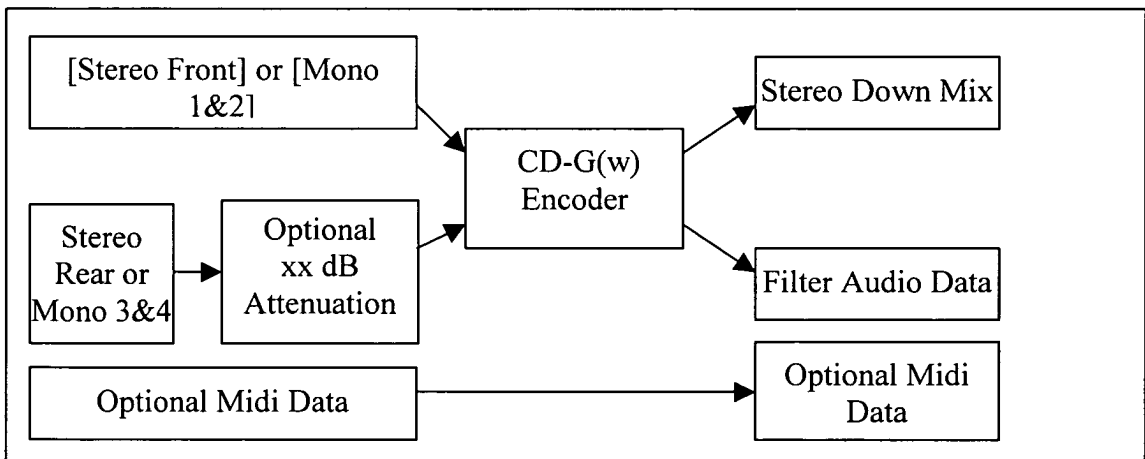 [Stereo Front] or [Mono
1&2]
Stereo Down Mix
CD-G(w)
Encoder
Stereo
Rear or
Mono 3&4
Optional
xx dB
Attenuation
Filter Audio Data
Optional Midi Data
Optional Midi
Data